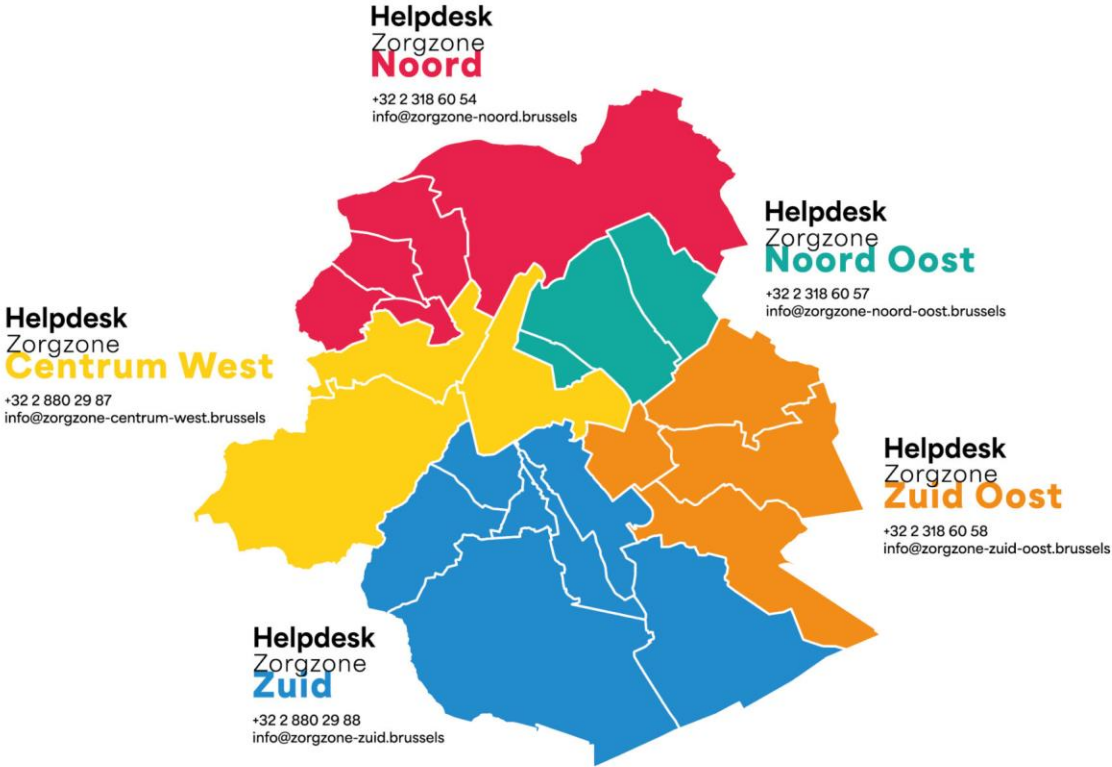 Helpdesk
Zorgzone
Noord
+32 2 318 60 54
info@zorgzone-noord.brussels
Helpdesk
Zorgzone
Noord Oost
+32 2 318 60 57
info@zorgzone-noord-oost.brussels
Helpdesk
Zorgzone
Centrum West
+32 2 880 29 87
info@zorgzone-centrum-west.brussels
Helpdesk
Zorgzone
Zuid Oost
+32 2 318 60 58
info@zorgzone-zuid-oost.brussels
Helpdesk
Zorgzone
Zuid
+32 2 880 29 88
info@zorgzone-zuid.brussels